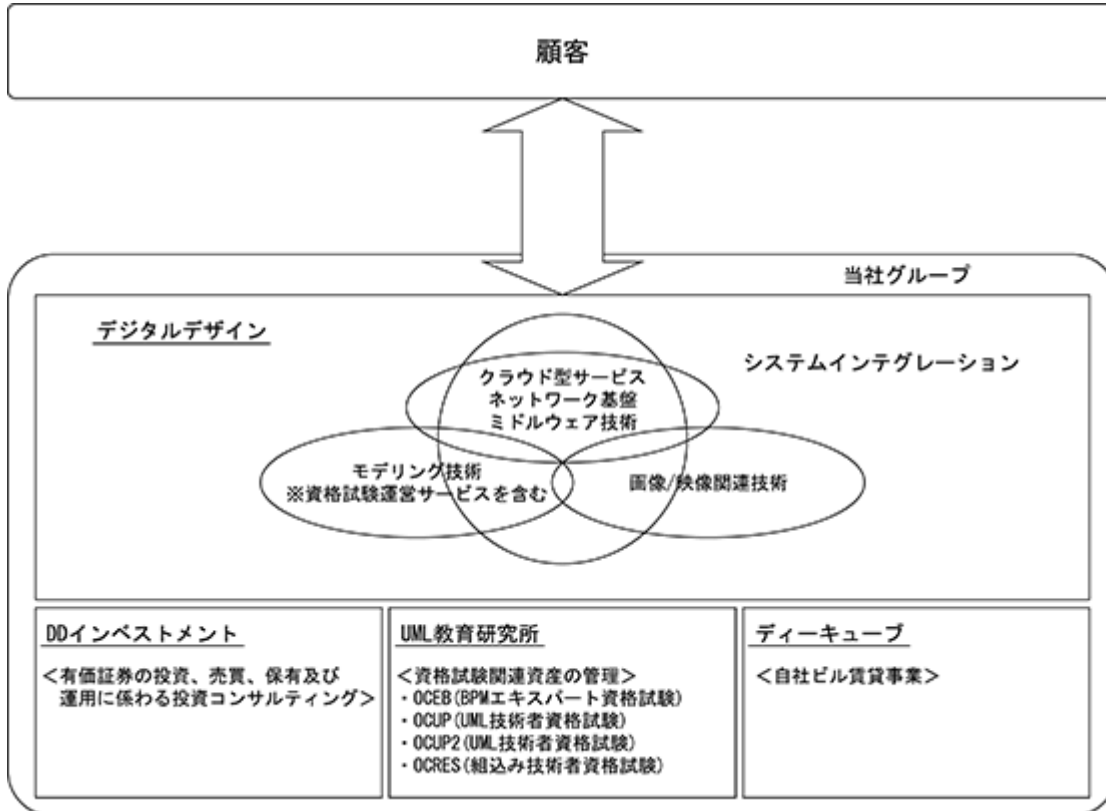 顧客
当社グループ
デジタルデザイン
システムインテグレーション
クラウド型サービス
ネットワーク基盤
ミドルウェア技術
モデリング技術
※資格試験運営サービスを含む
画像/映像関連技術
DDインベストメント
＜有価証券の投資、売買、保有及び
運用に係わる投資コンサルティング＞
UML教育研究所
＜資格試験関連資産の管理＞
・OCEB(BPMエキスパート資格試験)
・OCUP(UML技術者資格試験)
・OCUP2(UML技術者資格試験)
・OCRES(組込み技術者資格試験)
ディーキューブ
＜自社ビル賃貸事業＞